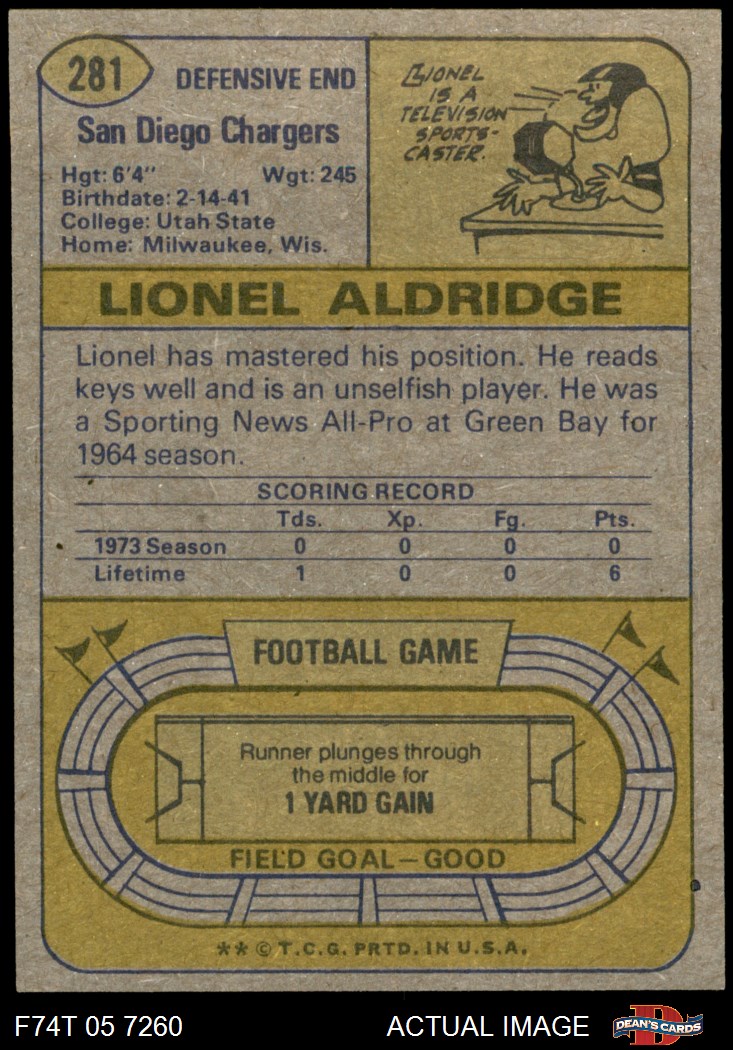 281
DEFENSIVE END
San Diego Chargers
Hgt: 6'4" Wgt: 245
Birthdate: 2-14-41
College: Utah State
Home: Milwaukee, Wis.
LIONEL
IS A
TELEVISION
SPORTS-
CASTER.
LIONEL ALDRIDGE
Lionel has mastered his position. He reads
keys well and is an unselfish player. He was
a Sporting News All-Pro at Green Bay for
1964 season.
SCORING RECORD
Tds. Xp. Fg. Pts.
1973 Season 0 0 0 0
Lifetime 1 0 0 6
FOOTBALL GAME
Runner plunges through
the middle for
1 YARD GAIN
FIELD GOAL—GOOD
** © T.C.G. PRTD. IN U.S.A.
F74T 05 7260 ACTUAL IMAGE
D
DEAN'S CARDS